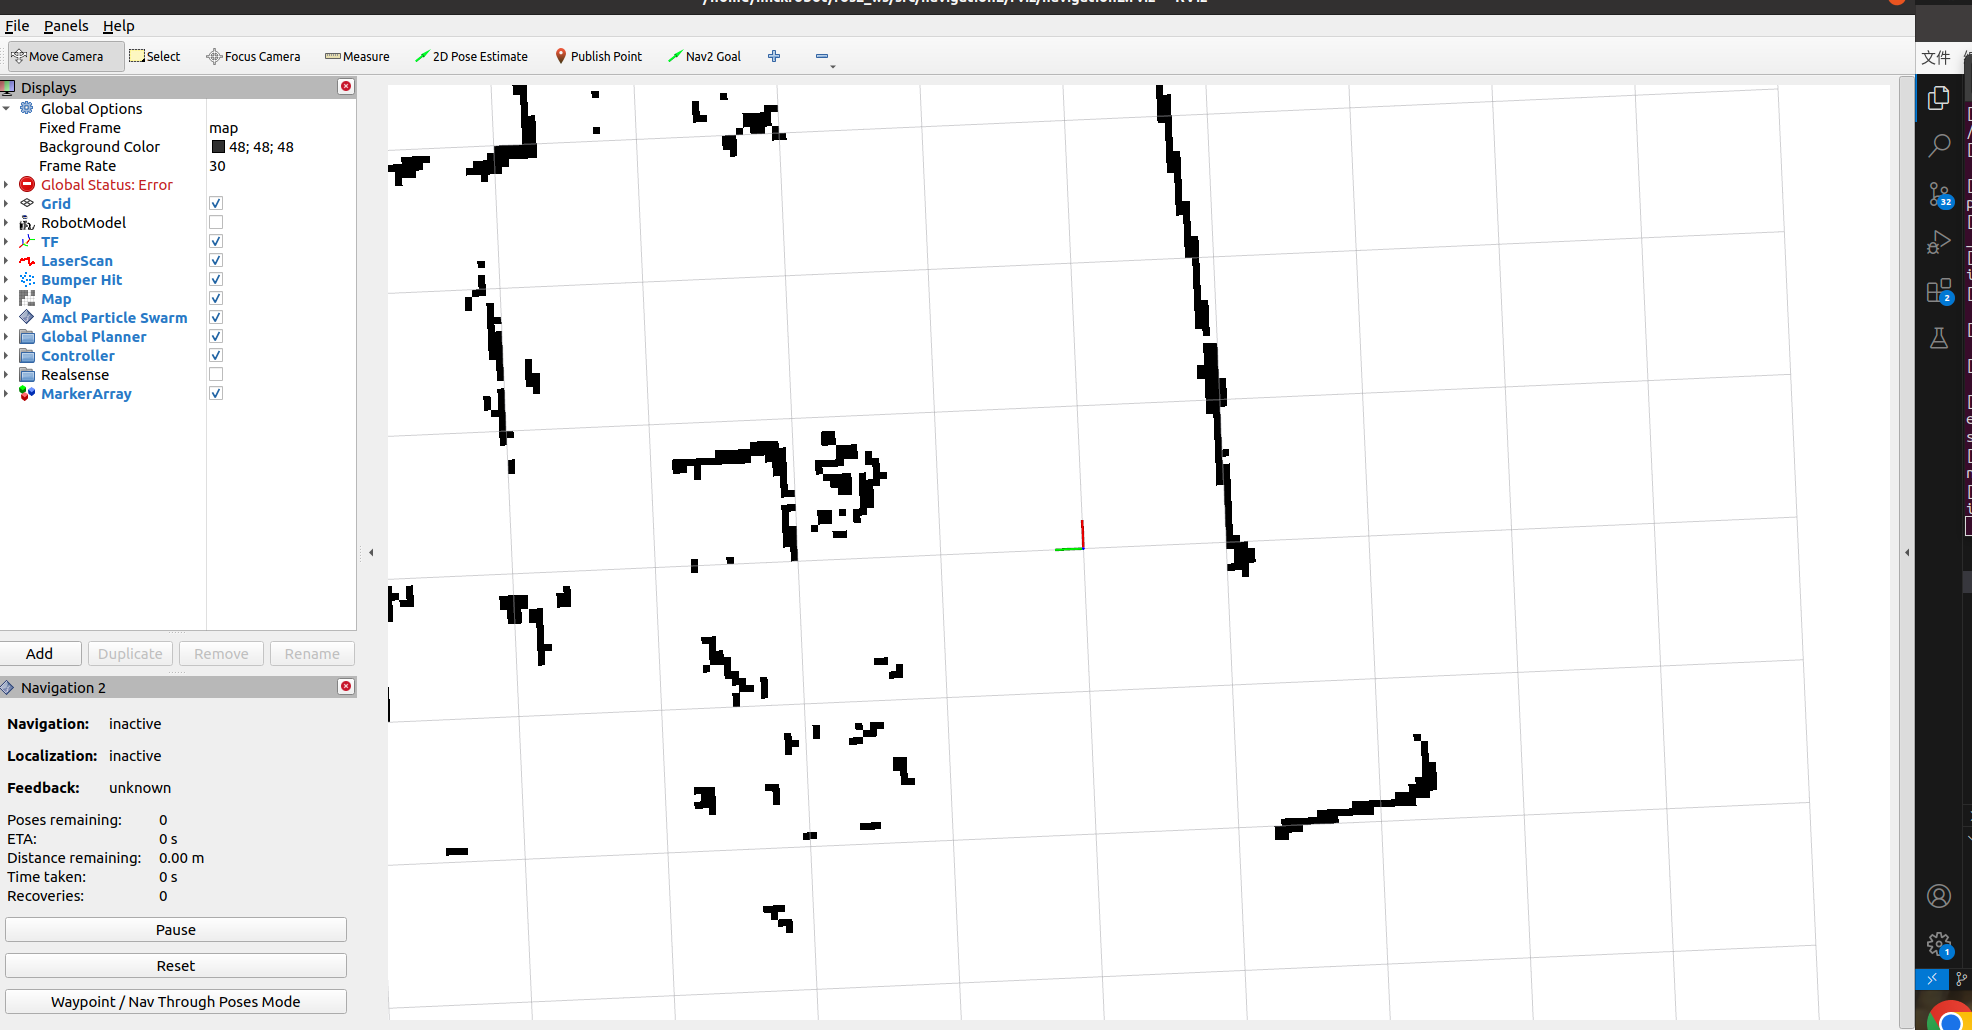 File Panels Help
Move Camera Select Focus Camera Measure 2D Pose Estimate Publish Point Nav2 Goal
文件
Displays
Global Options
Fixed Frame map
Background Color 48; 48; 48
Frame Rate 30
Global Status: Error
Grid
RobotModel
TF
LaserScan
Bumper Hit
Map
Amcl Particle Swarm
Global Planner
Controller
Realsense
MarkerArray
Add Duplicate Remove Rename
Navigation 2
Navigation: inactive
Localization: inactive
Feedback: unknown
Poses remaining: 0
ETA: 0 s
Distance remaining: 0.00 m
Time taken: 0 s
Recoveries: 0
Pause
Reset
Waypoint / Nav Through Poses Mode
32
2
1